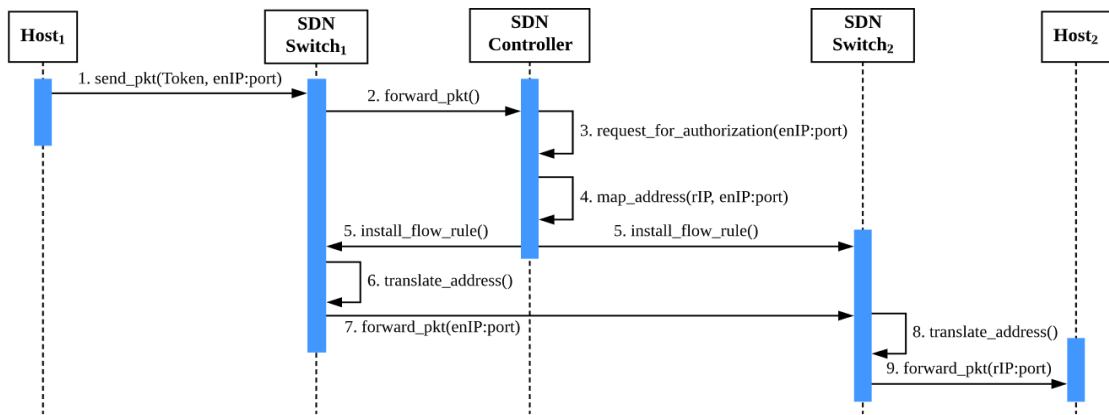 Host₁
SDN
Switch₁
SDN
Controller
SDN
Switch₂
Host₂
1. send_pkt(Token, enIP:port)
2. forward_pkt()
3. request_for_authorization(enIP:port)
4. map_address(rIP, enIP:port)
5. install_flow_rule()
5. install_flow_rule()
6. translate_address()
7. forward_pkt(enIP:port)
8. translate_address()
9. forward_pkt(rIP:port)